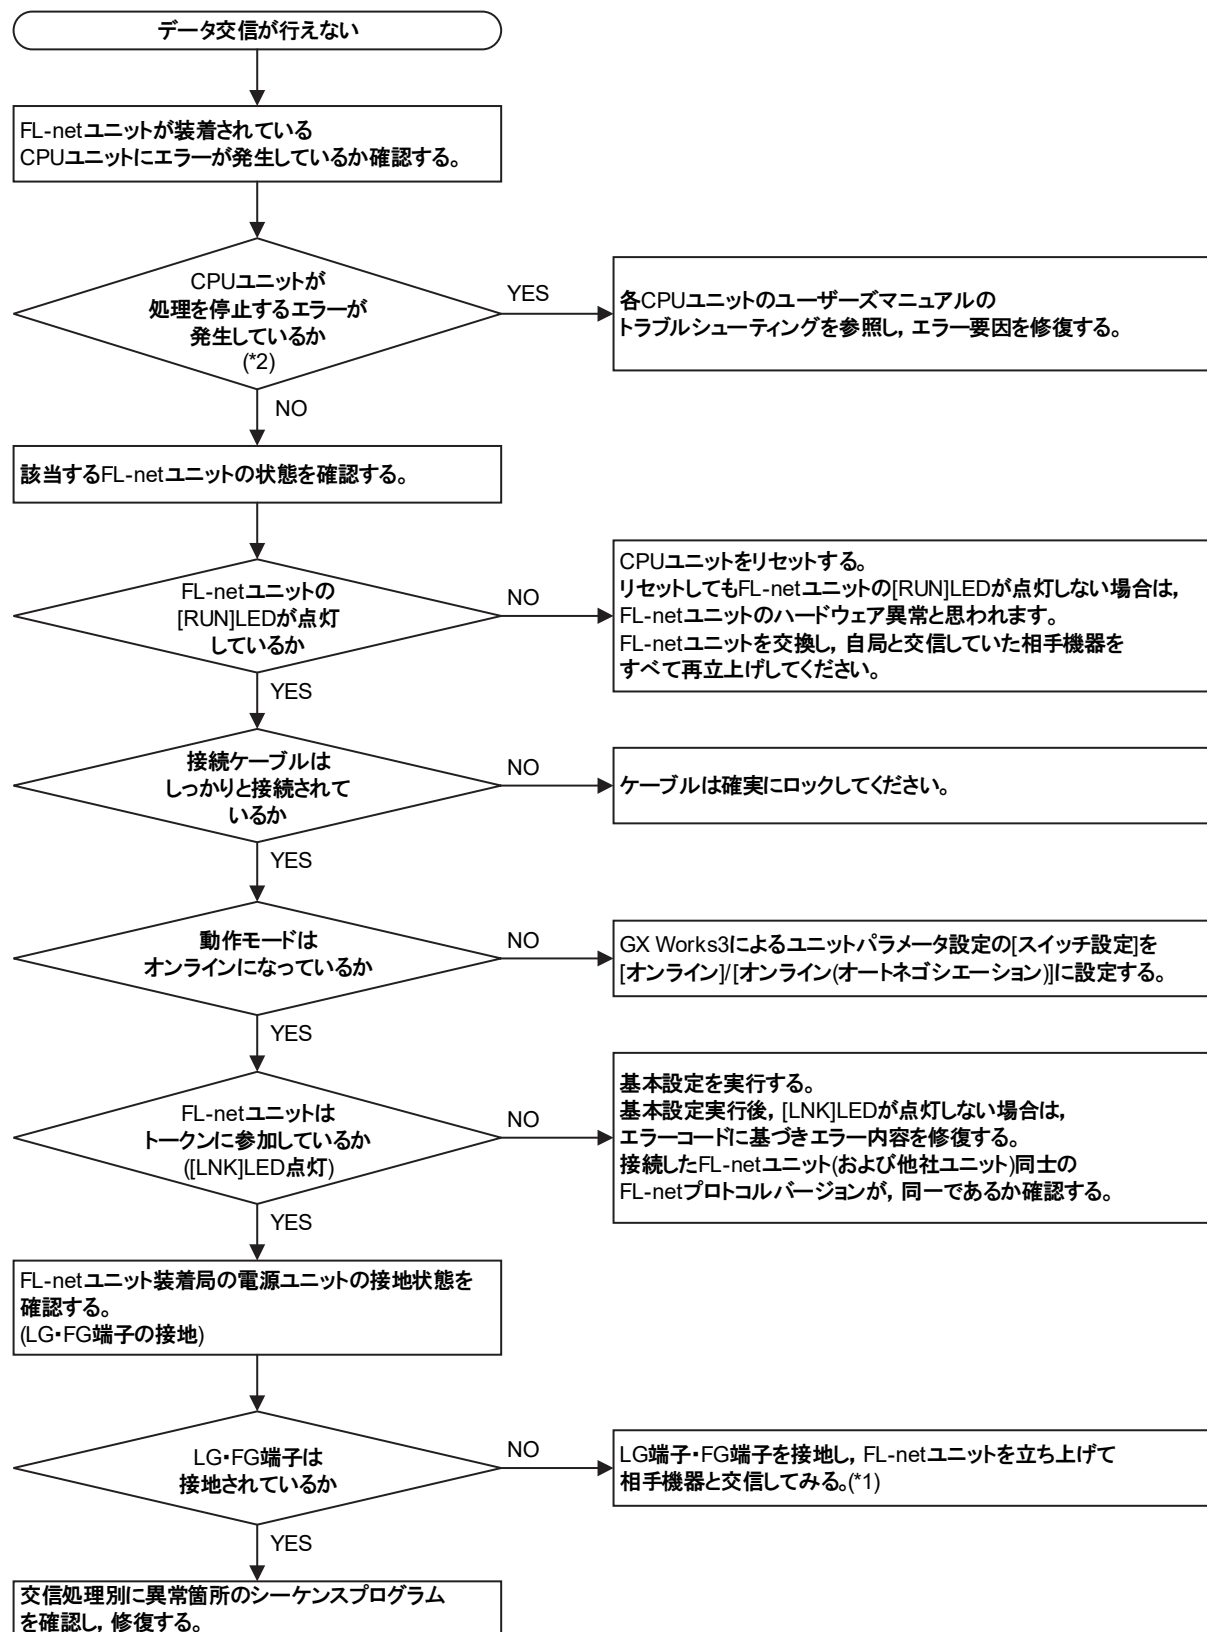 データ交信が行えない
FL-netユニットが装着されている
CPUユニットにエラーが発生しているか確認する。
CPUユニットが
処理を停止するエラーが
発生しているか
(*2)
YES
各CPUユニットのユーザーズマニュアルの
トラブルシューティングを参照し，エラー要因を修復する。
NO
該当するFL-netユニットの状態を確認する。
FL-netユニットの
[RUN]LEDが点灯
しているか
NO
CPUユニットをリセットする。
リセットしてもFL-netユニットの[RUN]LEDが点灯しない場合は，
FL-netユニットのハードウェア異常と思われます。
FL-netユニットを交換し，自局と交信していた相手機器を
すべて再立上げしてください。
YES
接続ケーブルは
しっかりと接続されて
いるか
NO
ケーブルは確実にロックしてください。
YES
動作モードは
オンラインになっているか
NO
GX Works3によるユニットパラメータ設定の[スイッチ設定]を
[オンライン]/[オンライン(オートネゴシエーション)]に設定する。
YES
FL-netユニットは
トークンに参加しているか
([LNK]LED点灯)
NO
基本設定を実行する。
基本設定実行後，[LNK]LEDが点灯しない場合は，
エラーコードに基づきエラー内容を修復する。
接続したFL-netユニット(および他社ユニット)同士の
FL-netプロトコルバージョンが，同一であるか確認する。
YES
FL-netユニット装着局の電源ユニットの接地状態を
確認する。
(LG・FG端子の接地)
LG・FG端子は
接地されているか
NO
LG端子・FG端子を接地し，FL-netユニットを立ち上げて
相手機器と交信してみる。(*1)
YES
交信処理別に異常箇所のシーケンスプログラム
を確認し，修復する。